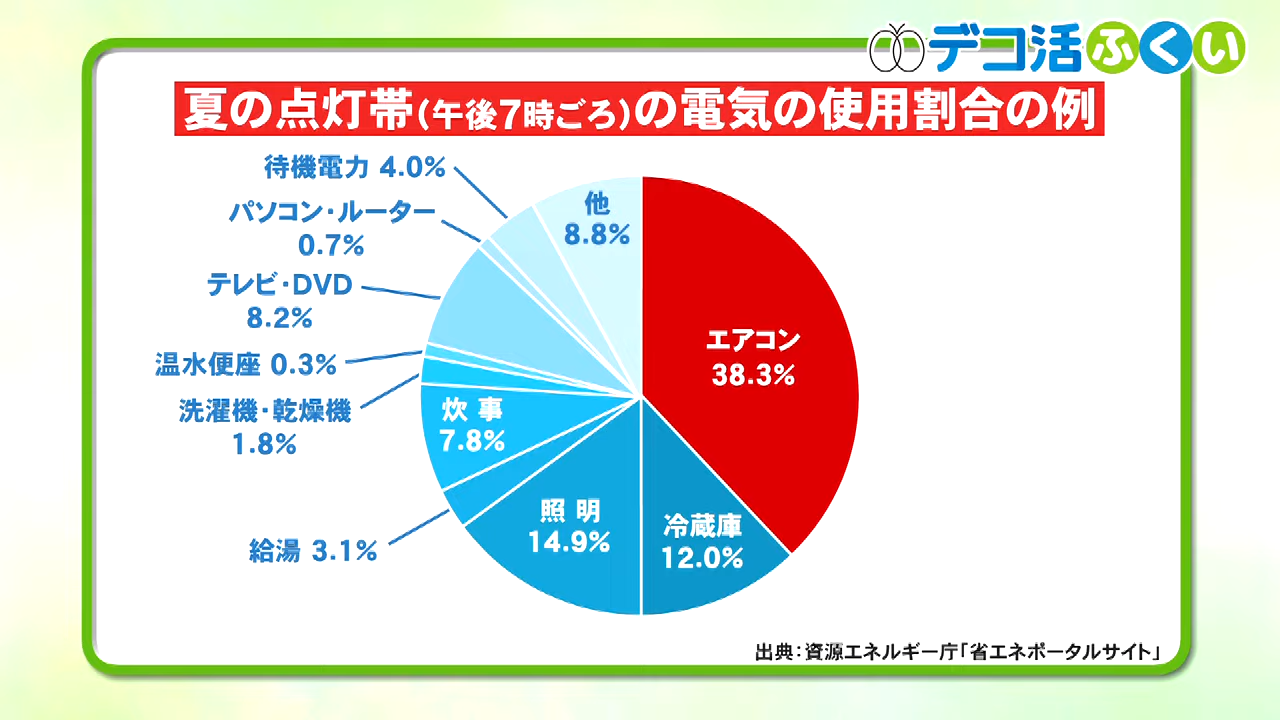 デコ活ふくい
夏の点灯帯(午後7時ごろ)の電気の使用割合の例
待機電力 4.0%
パソコン・ルーター
0.7%
テレビ・DVD
8.2%
温水便座 0.3%
洗濯機・乾燥機
1.8%
給湯 3.1%
他
8.8%
エアコン
38.3%
冷蔵庫
12.0%
照明
14.9%
炊事
7.8%
出典:資源エネルギー庁「省エネポータルサイト」